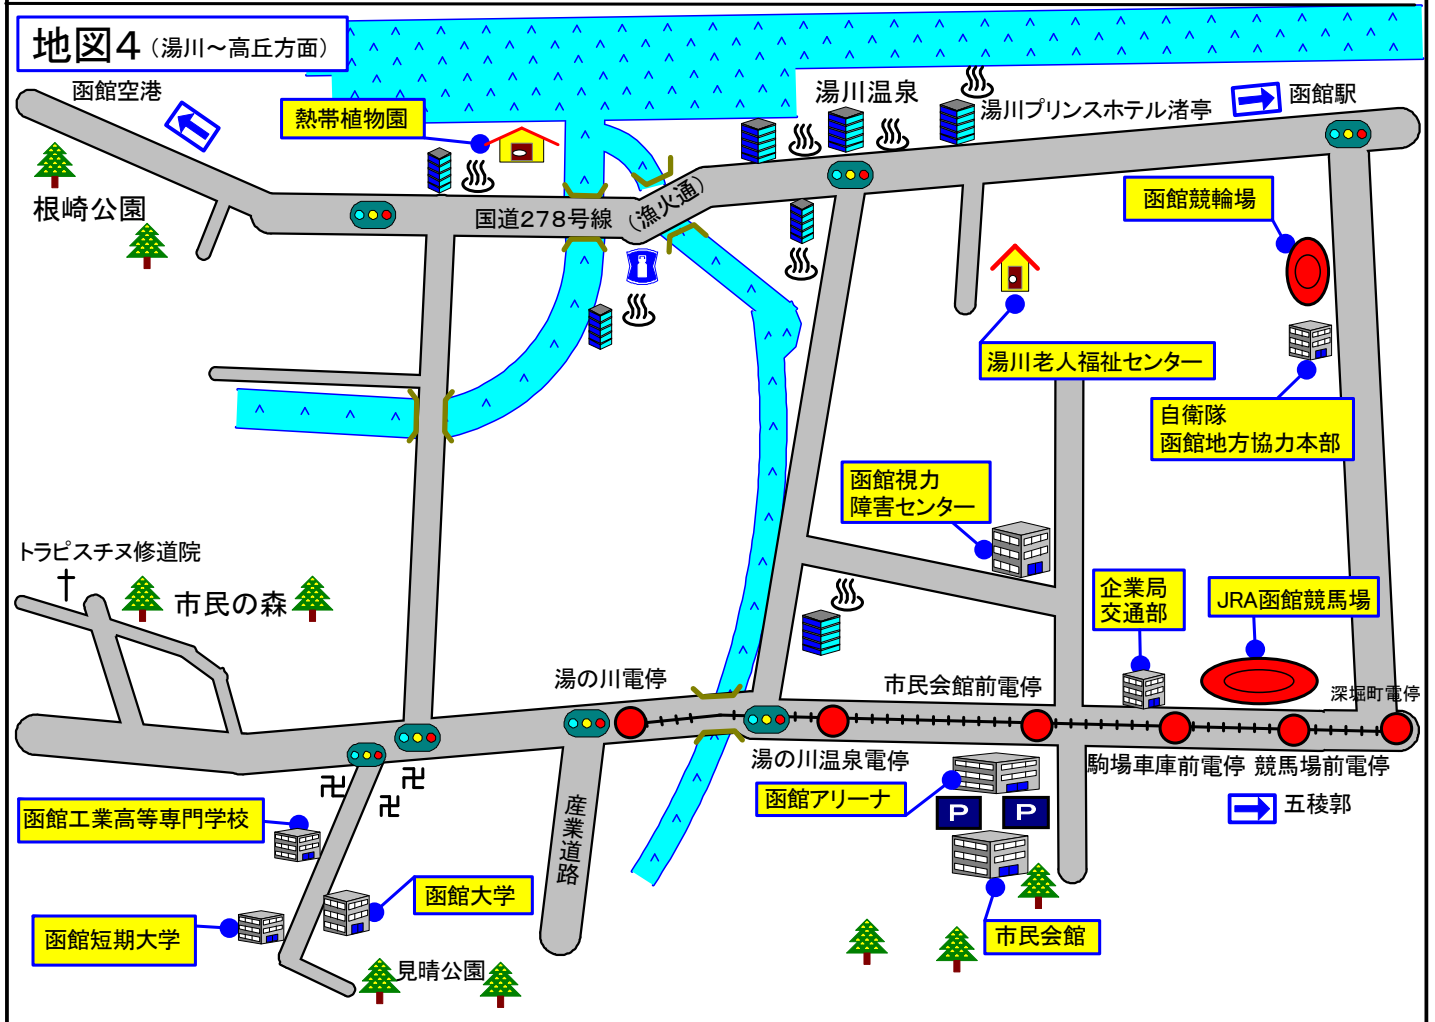 地図4（湯川～高丘方面）
函館空港
熱帯植物園
湯川温泉
湯川プリンスホテル渚亭
函館駅
根崎公園
国道278号線
（漁火通）
函館競輪場
湯川老人福祉センター
自衛隊
函館地方協力本部
函館視力
障害センター
トラピスチヌ修道院
市民の森
企業局
交通部
JRA函館競馬場
湯の川電停
市民会館前電停
深堀町電停
湯の川温泉電停
駒場車庫前電停
競馬場前電停
函館アリーナ
P
P
五稜郭
函館工業高等専門学校
産業道路
函館大学
函館短期大学
市民会館
見晴公園